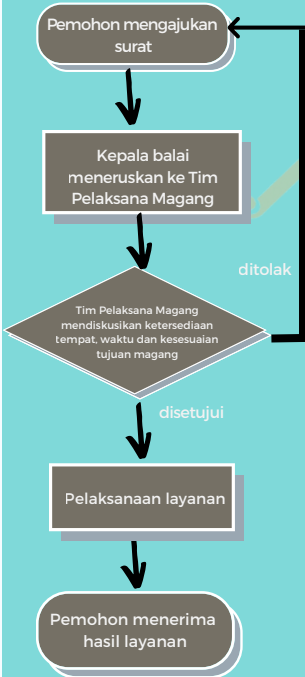 Pemohon mengajukan
surat
Kepala balai
meneruskan ke Tim
Pelaksana Magang
ditolak
Tim Pelaksana Magang
mendiskusikan ketersediaan
tempat, waktu dan kesesuaian
tujuan magang
disetujui
Pelaksanaan layanan
Pemohon menerima
hasil layanan